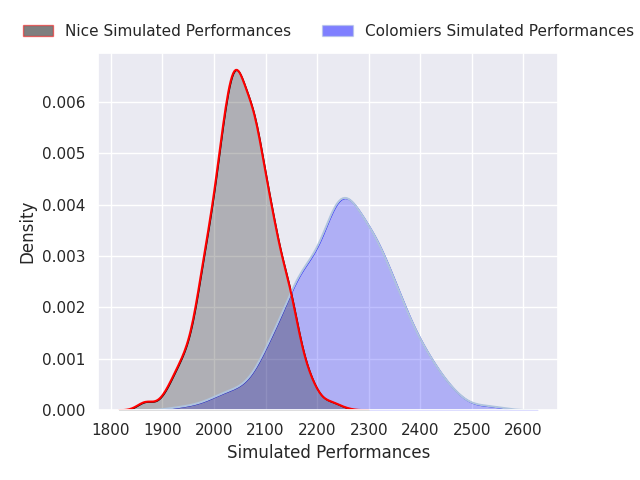 Nice Simulated Performances
Colomiers Simulated Performances
0.006
0.005
0.004
0.003
0.002
0.001
0.000
Density
1800 1900 2000 2100 2200 2300 2400 2500 2600
Simulated Performances